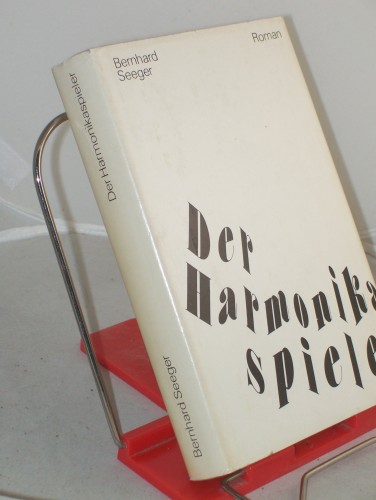 Bernhard
Seeger
Roman
Der
Harmonika
spiele
Der Harmonikaspieler
Bernhard Seeger